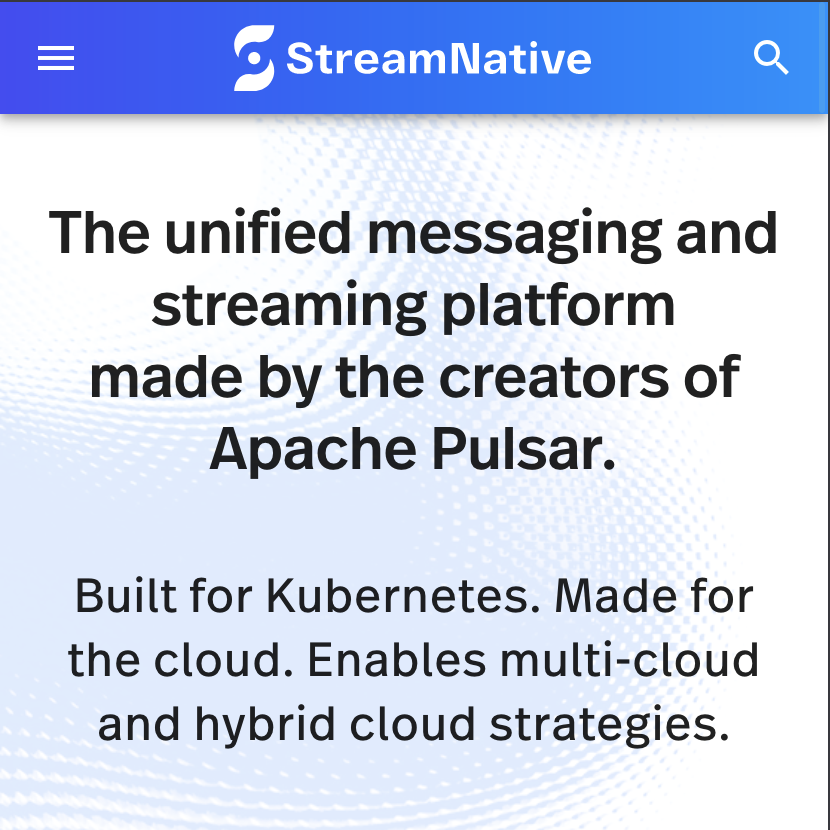 StreamNative
The unified messaging and
streaming platform
made by the creators of
Apache Pulsar.
Built for Kubernetes. Made for
the cloud. Enables multi-cloud
and hybrid cloud strategies.